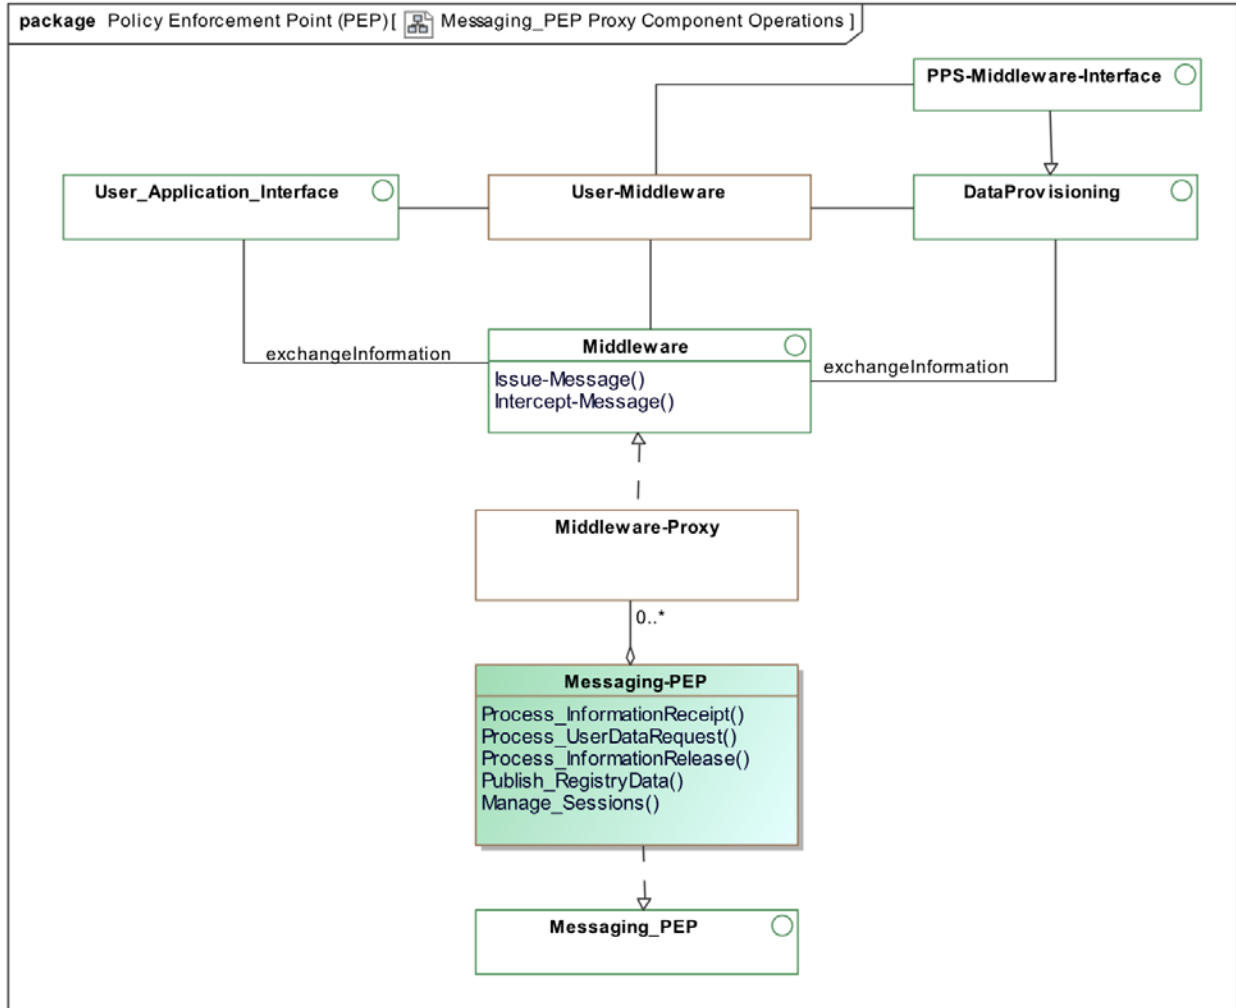 package Policy Enforcement Point (PEP) [ Messaging_PEP Proxy Component Operations ]
PPS-Middleware-Interface
User_Application_Interface
User-Middleware
DataProvisioning
exchangeInformation
Middleware
Issue-Message()
Intercept-Message()
exchangeInformation
Middleware-Proxy
0..*
Messaging-PEP
Process_InformationReceipt()
Process_UserDataRequest()
Process_InformationRelease()
Publish_RegistryData()
Manage_Sessions()
Messaging_PEP